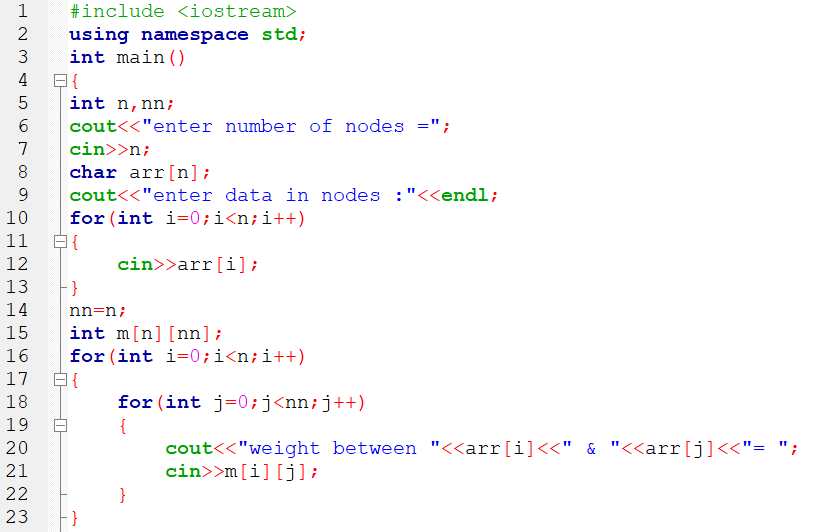 1 #include <iostream>
2 using namespace std;
3 int main()
4 {
5 int n,nn;
6 cout<<"enter number of nodes =";
7 cin>>n;
8 char arr[n];
9 cout<<"enter data in nodes :"<<endl;
10 for(int i=0;i<n;i++)
11 {
12     cin>>arr[i];
13 }
14 nn=n;
15 int m[n][nn];
16 for(int i=0;i<n;i++)
17 {
18     for(int j=0;j<nn;j++)
19     {
20         cout<<"weight between "<<arr[i]<<" & "<<arr[j]<<"= ";
21         cin>>m[i][j];
22     }
23 }